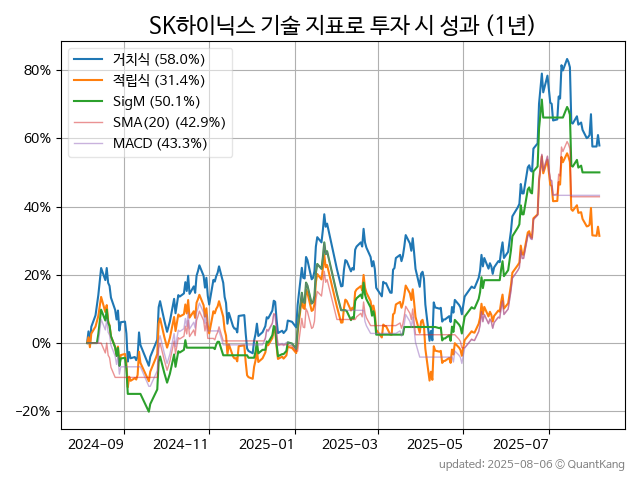 SK하이닉스 기술 지표로 투자 시 성과 (1년)
거치식 (58.0%)
적립식 (31.4%)
SigM (50.1%)
SMA(20) (42.9%)
MACD (43.3%)
80%
60%
40%
20%
0%
−20%
2024-09
2024-11
2025-01
2025-03
2025-05
2025-07
updated: 2025-08-06 © QuantKang